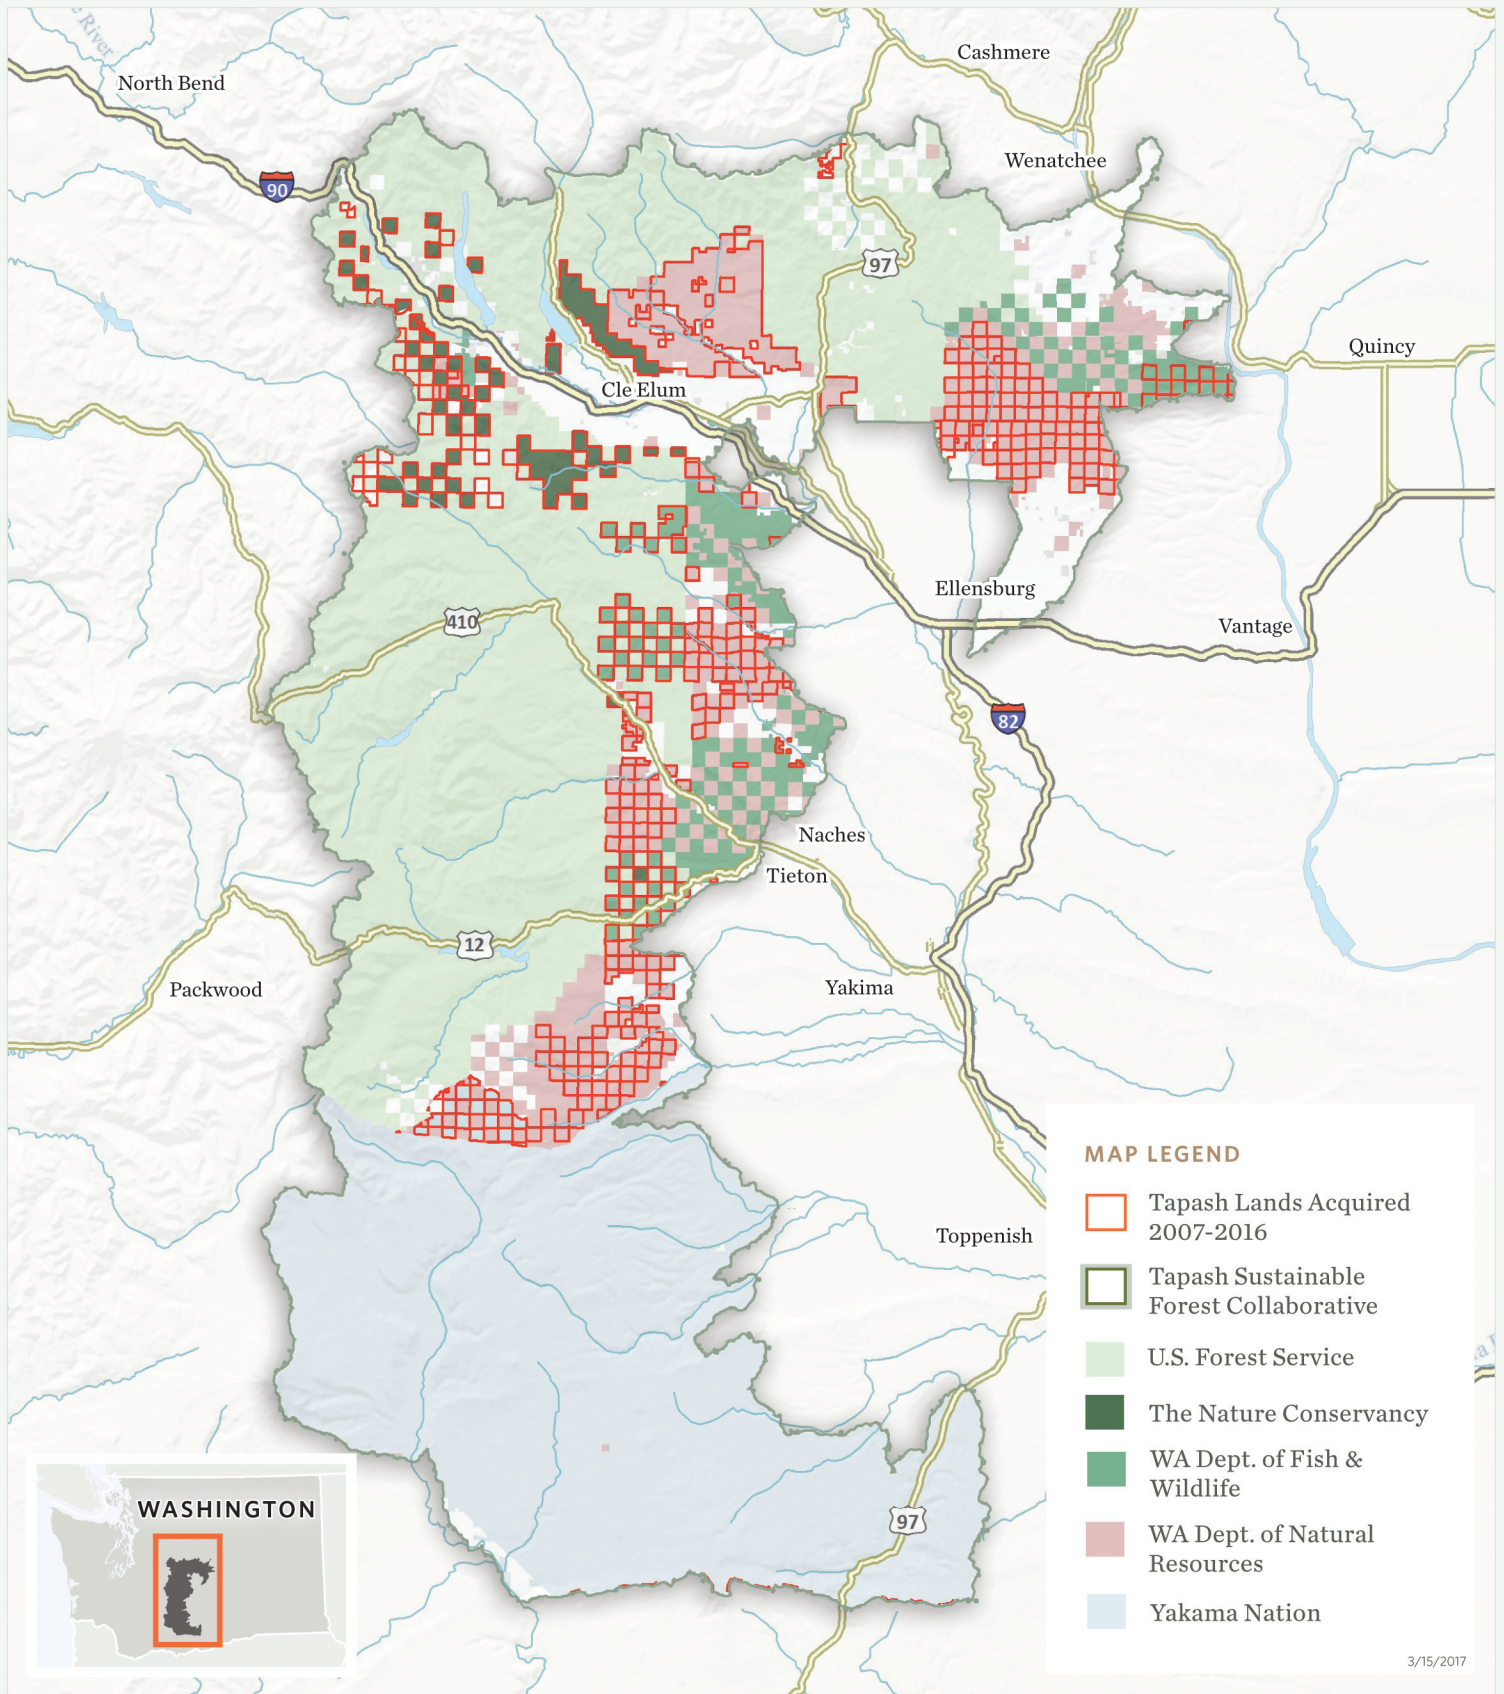 River
Cashmere
North Bend
Wenatchee
90
97
Quincy
Cle Elum
Ellensburg
410
Vantage
82
Naches
Tieton
12
Packwood
Yakima
Toppenish
97
MAP LEGEND
Tapash Lands Acquired
2007-2016
Tapash Sustainable
Forest Collaborative
U.S. Forest Service
The Nature Conservancy
WA Dept. of Fish &
Wildlife
WA Dept. of Natural
Resources
Yakama Nation
3/15/2017
WASHINGTON